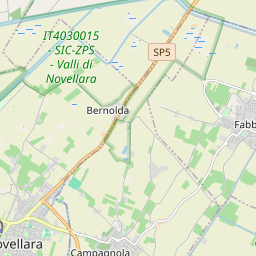 IT4030015
- SIC-ZPS
- Valli di
Novellara
SP5
Bernolda
Fabb
ovellara
Campagnola